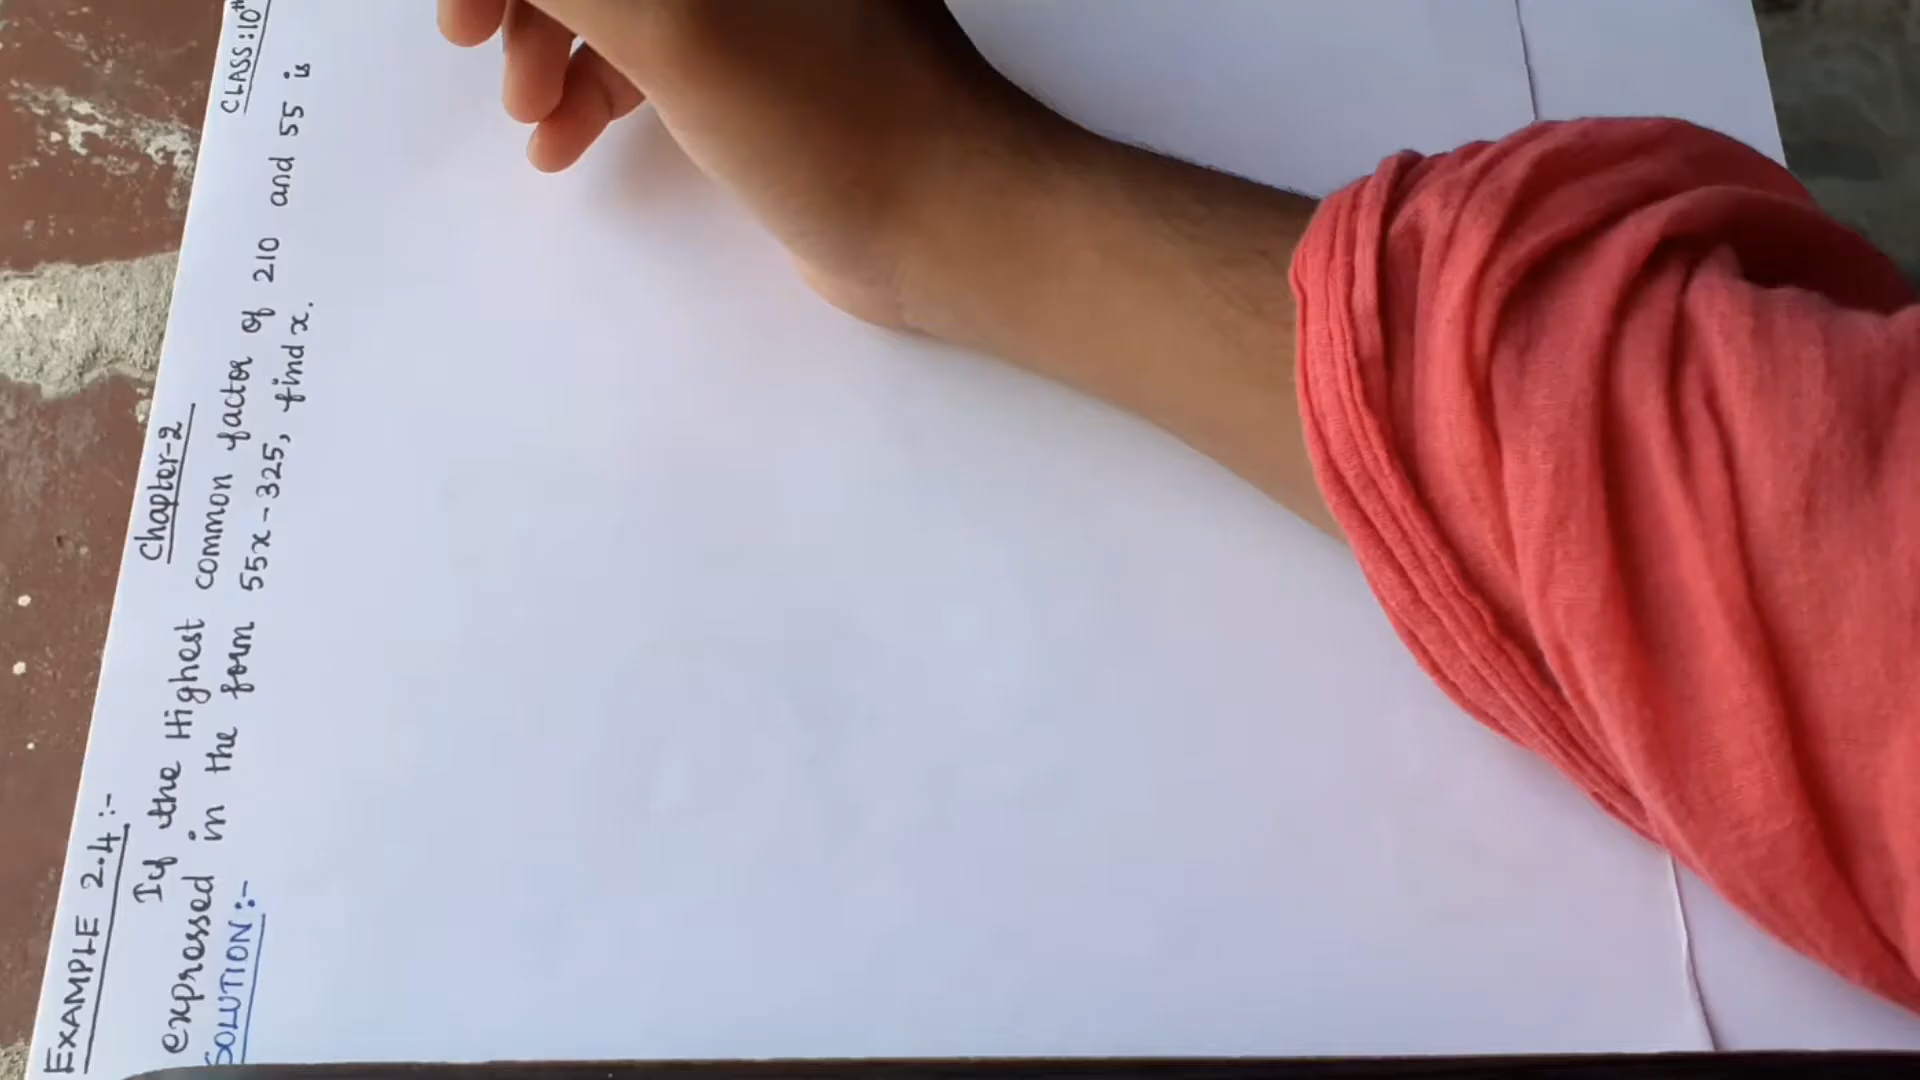 CLASS:10th
Chapter-2
EXAMPLE 2.4:-
If the Highest common factor of 210 and 55 is
expressed in the form 55x-325, find x.
SOLUTION:-